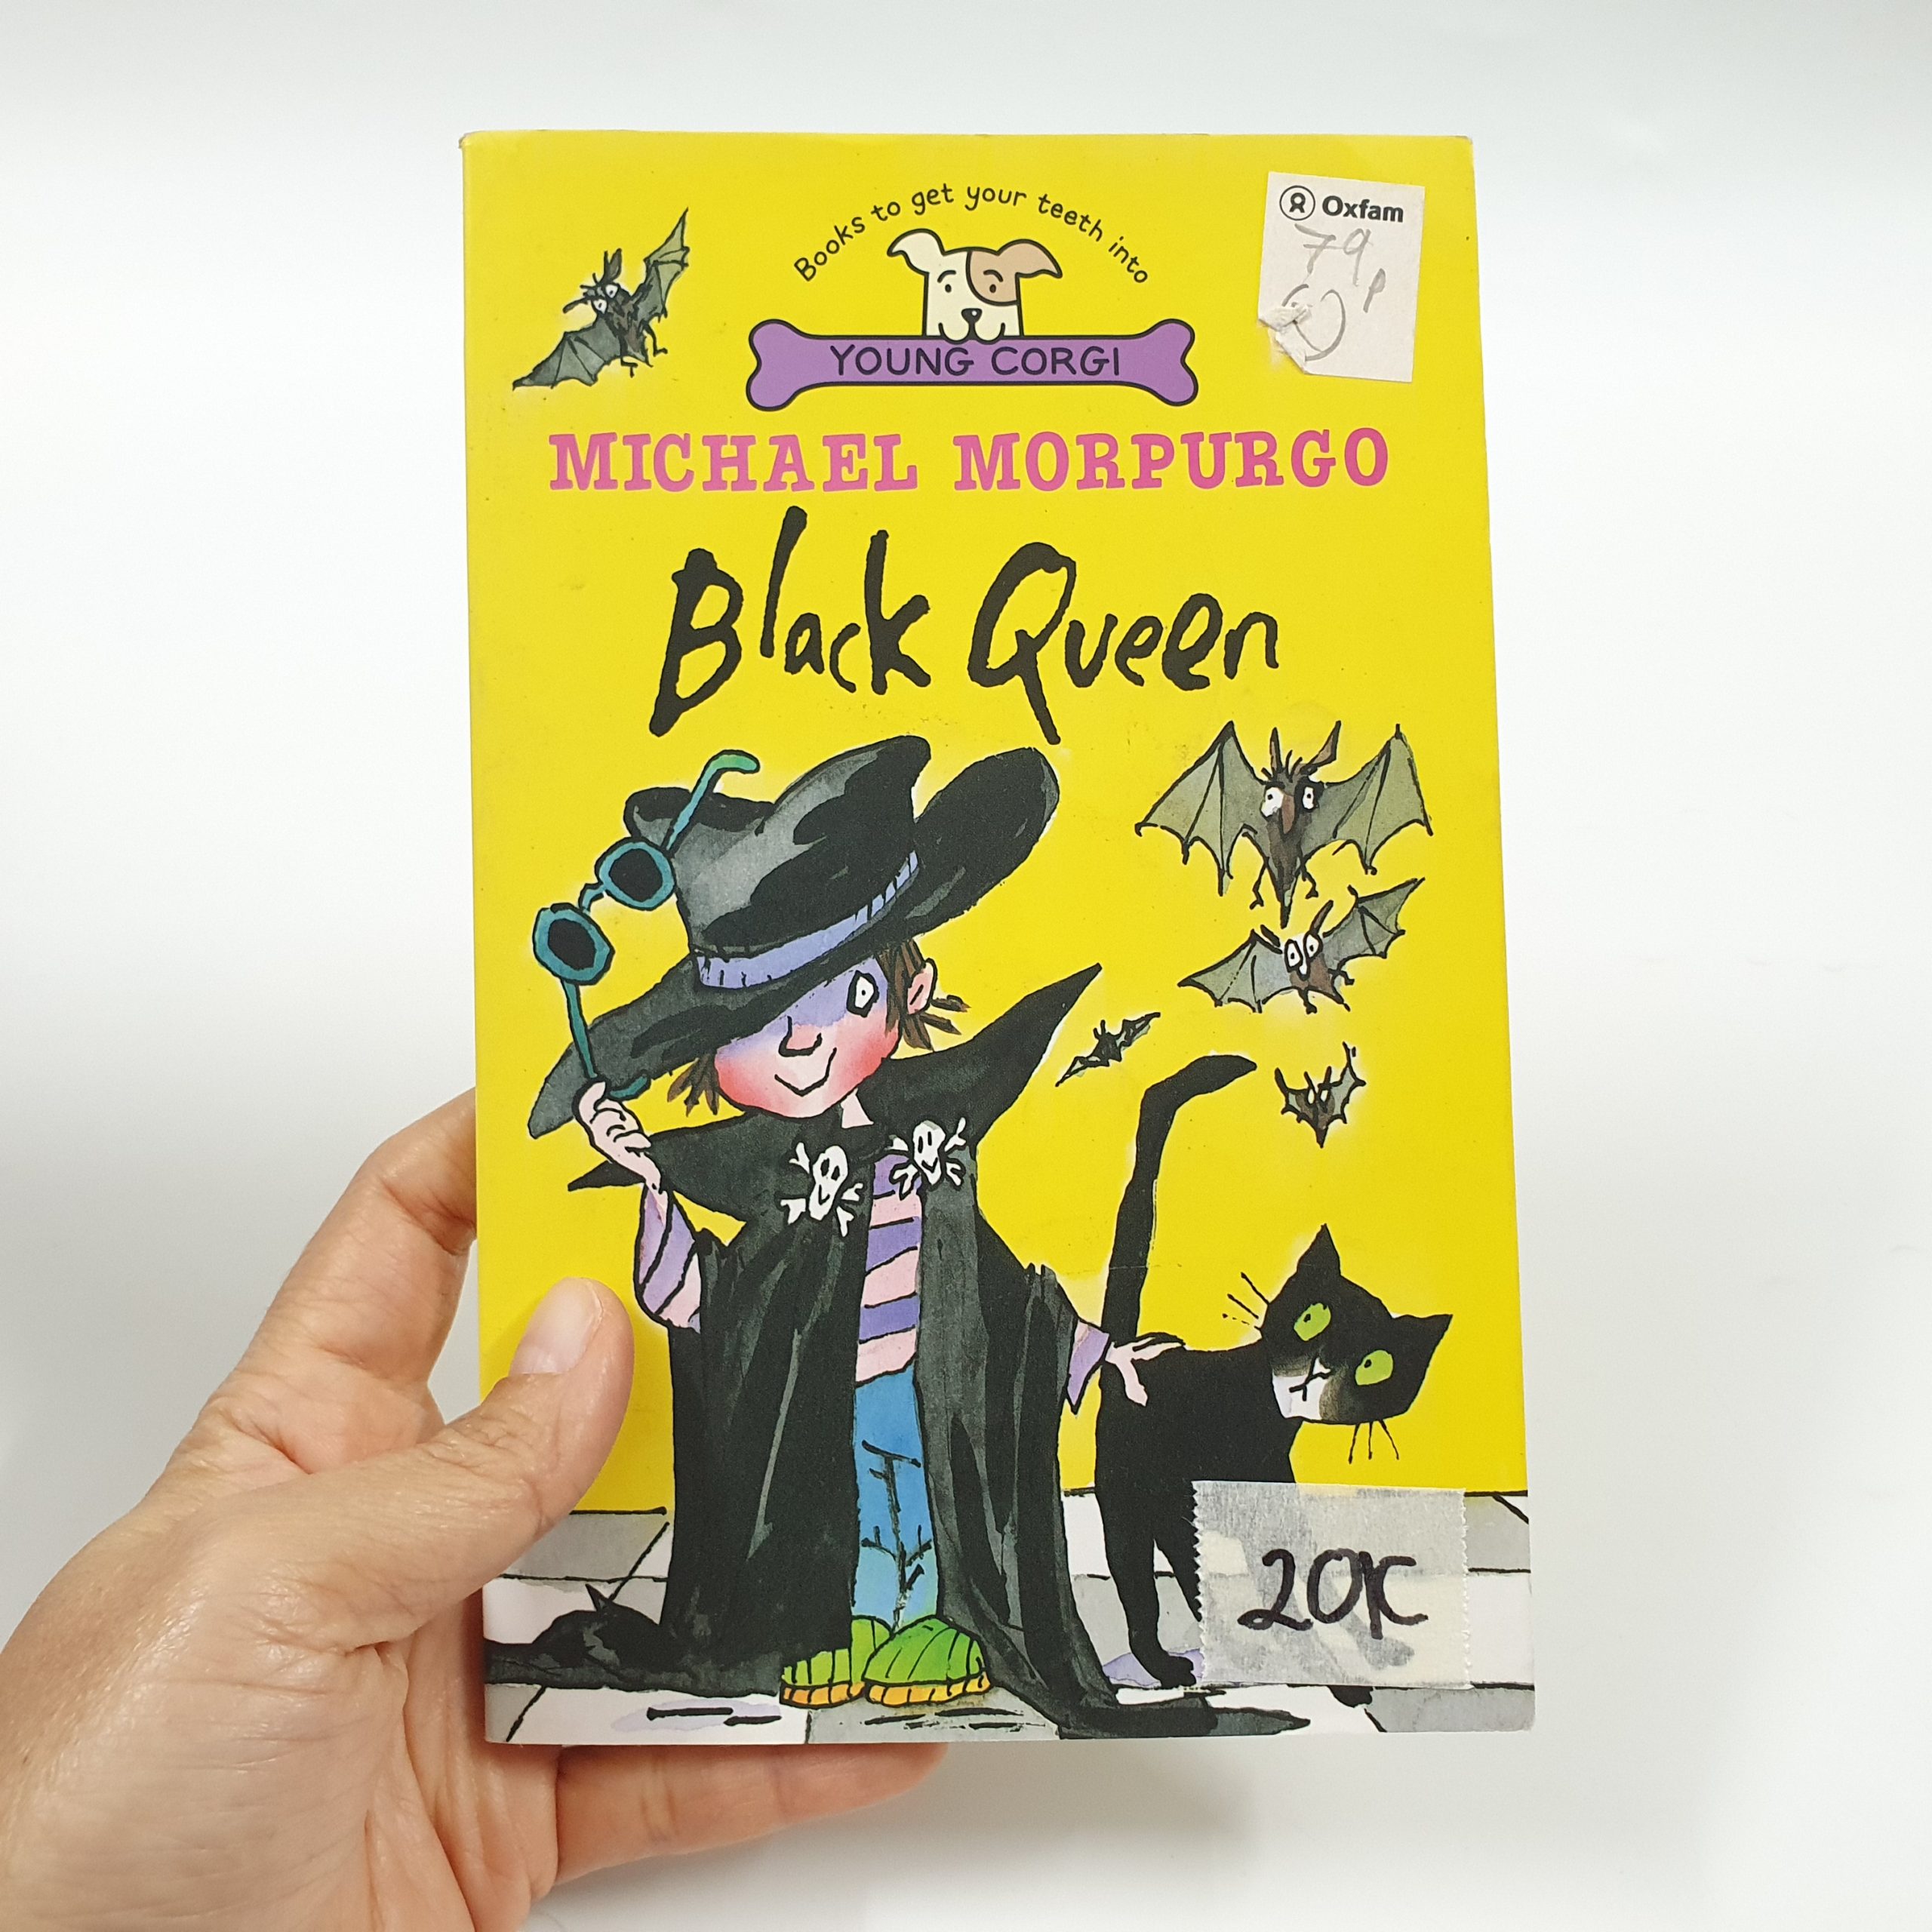 Books to get your teeth into
Oxfam
79p
YOUNG CORGI
MICHAEL MORPURGO
Black Queen
20K